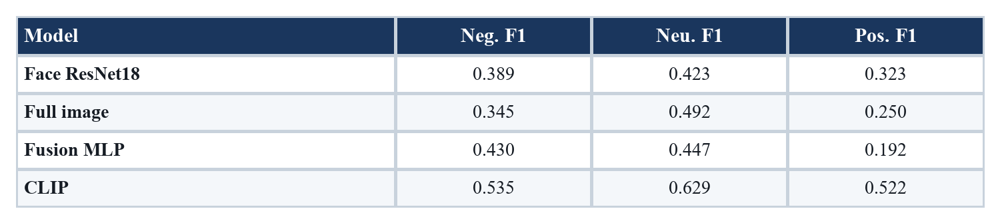 Model Neg. F1 Neu. F1 Pos. F1
Face ResNet18 0.389 0.423 0.323
Full image 0.345 0.492 0.250
Fusion MLP 0.430 0.447 0.192
CLIP 0.535 0.629 0.522